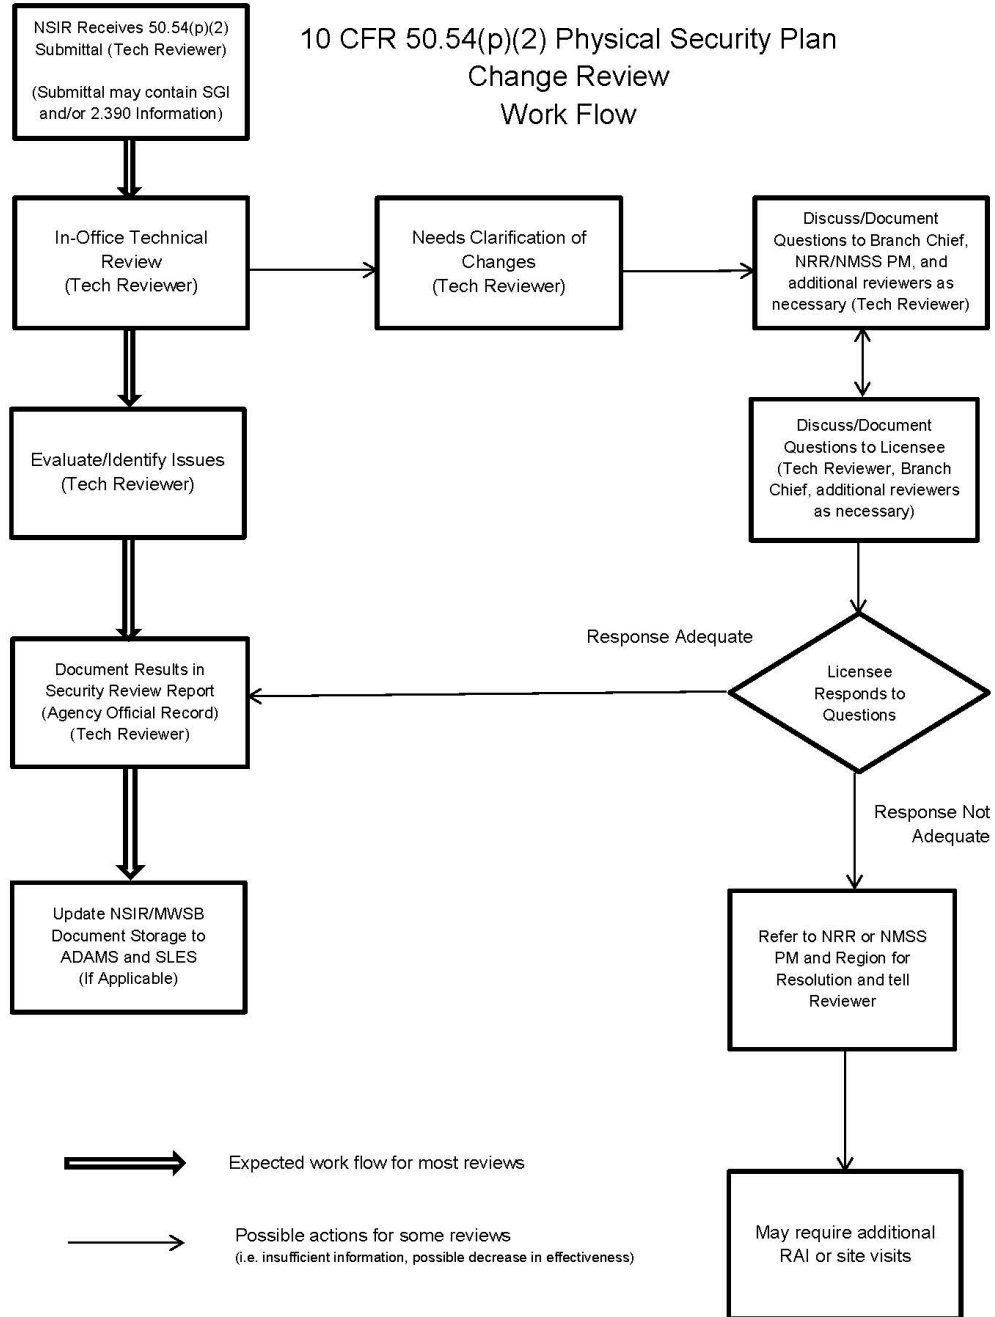 NSIR Receives 50.54(p)(2)
Submittal (Tech Reviewer)
(Submittal may contain SGI
and/or 2.390 Information)
10 CFR 50.54(p)(2) Physical Security Plan
Change Review
Work Flow
In-Office Technical
Review
(Tech Reviewer)
Needs Clarification of
Changes
(Tech Reviewer)
Discuss/Document
Questions to Branch Chief,
NRR/NMSS PM, and
additional reviewers as
necessary (Tech Reviewer)
Evaluate/Identify Issues
(Tech Reviewer)
Discuss/Document
Questions to Licensee
(Tech Reviewer, Branch
Chief, additional reviewers
as necessary)
Response Adequate
Document Results in
Security Review Report
(Agency Official Record)
(Tech Reviewer)
Licensee
Responds to
Questions
Response Not
Adequate
Update NSIR/MWSB
Document Storage to
ADAMS and SLES
(If Applicable)
Refer to NRR or NMSS
PM and Region for
Resolution and tell
Reviewer
Expected work flow for most reviews
Possible actions for some reviews
(i.e. insufficient information, possible decrease in effectiveness)
May require additional
RAI or site visits